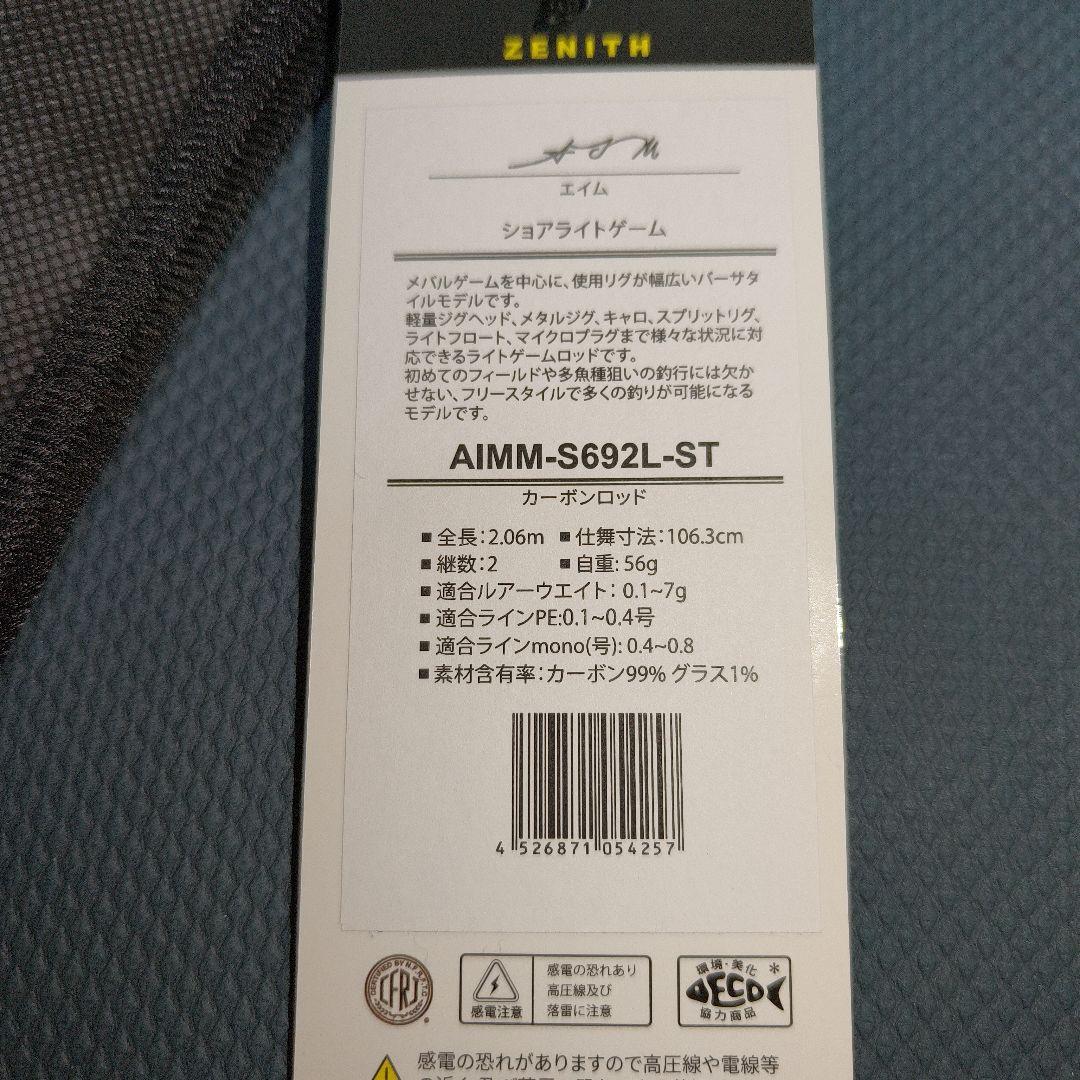 ZENITH
AIM
エイム
ショアライトゲーム
メバルゲームを中心に、使用リグが幅広いバーサタ
イルモデルです。
軽量ジグヘッド、メタルジグ、キャロ、スプリットリグ、
ライトフロート、マイクロプラグまで様々な状況に対
応できるライトゲームロッドです。
初めてのフィールドや多魚種狙いの釣行には欠か
せない、フリースタイルで多くの釣りが可能になる
モデルです。
AIMM-S692L-ST
カーボンロッド
■全長:2.06m ■仕舞寸法:106.3cm
■継数:2 ■自重: 56g
■適合ルアーウエイト: 0.1~7g
■適合ラインPE:0.1~0.4号
■適合ラインmono(号): 0.4~0.8
■素材含有率:カーボン99% グラス1%
4 526871 054257
CERTIFIED BY N.F.R.F.T.C
CFRJ
感電注意
感電の恐れあり
高圧線及び
落雷に注意
環境・美化 *
DECO
協力商品
感電の恐れがありますので高圧線や電線等